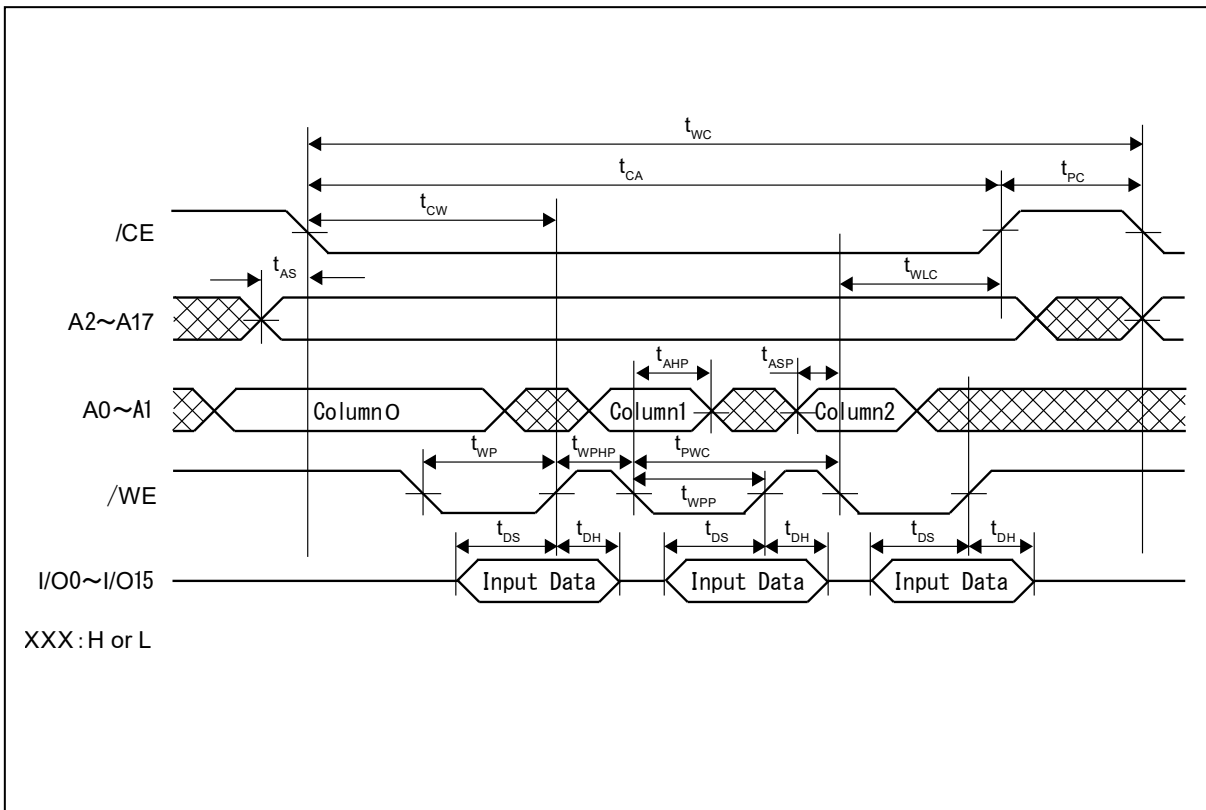 tWC
tCA
tPC
tCW
/CE
tAS
tWLC
A2～A17
tAHP
tASP
A0～A1
Column0
Column1
Column2
tWP
tWPHP
tPWC
/WE
tWPP
tDS
tDH
tDS
tDH
tDS
tDH
I/O0～I/O15
Input Data
Input Data
Input Data
XXX:H or L